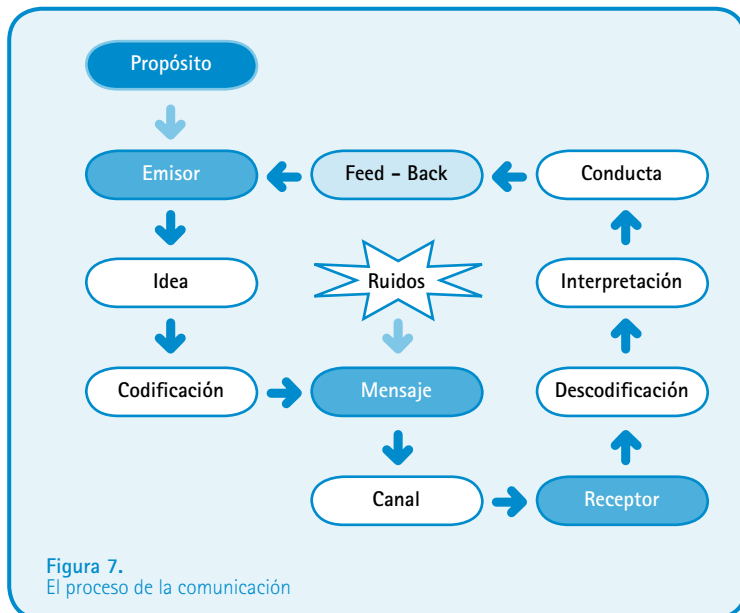 Propósito
Emisor
Feed - Back
Conducta
Idea
Ruidos
Interpretación
Codificación
Mensaje
Descodificación
Canal
Receptor
Figura 7.
El proceso de la comunicación